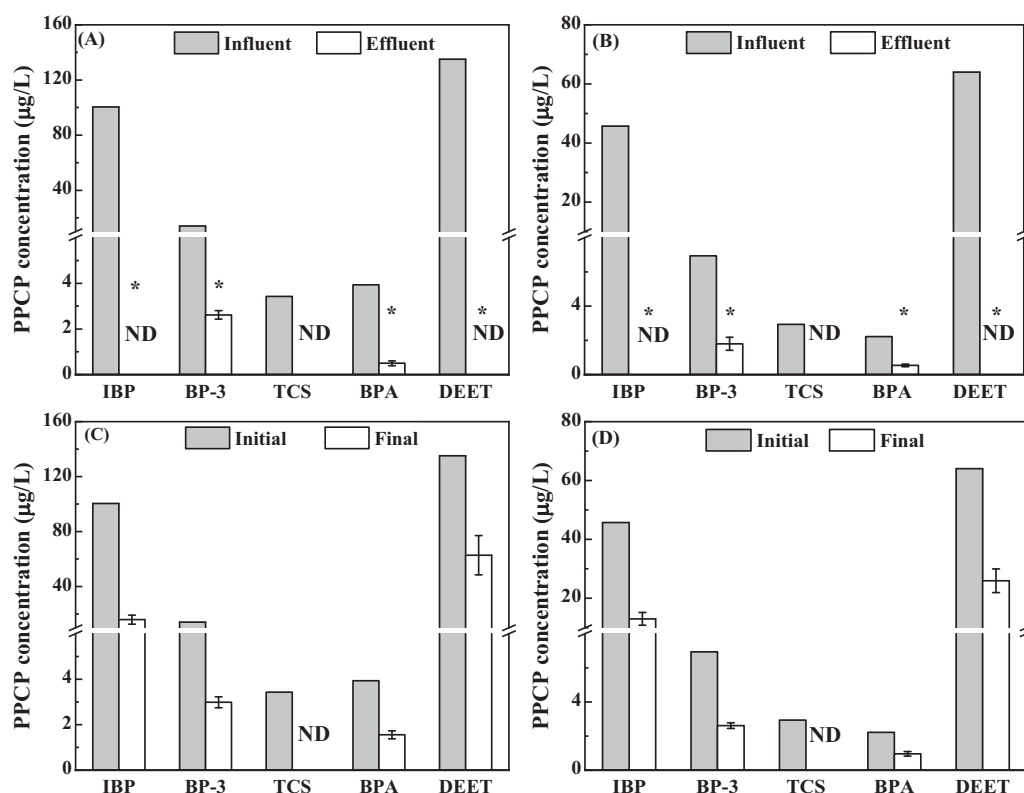 (A) Influent Effluent
PPCP concentration (µg/L)
160
120
80
40
4
2
0
* * * *
ND ND ND
IBP BP-3 TCS BPA DEET
(B) Influent Effluent
PPCP concentration (µg/L)
80
60
40
20
4
0
* * * *
ND ND ND
IBP BP-3 TCS BPA DEET
(C) Initial Final
PPCP concentration (µg/L)
160
120
80
40
4
2
0
ND
IBP BP-3 TCS BPA DEET
(D) Initial Final
PPCP concentration (µg/L)
80
60
40
20
4
0
ND
IBP BP-3 TCS BPA DEET